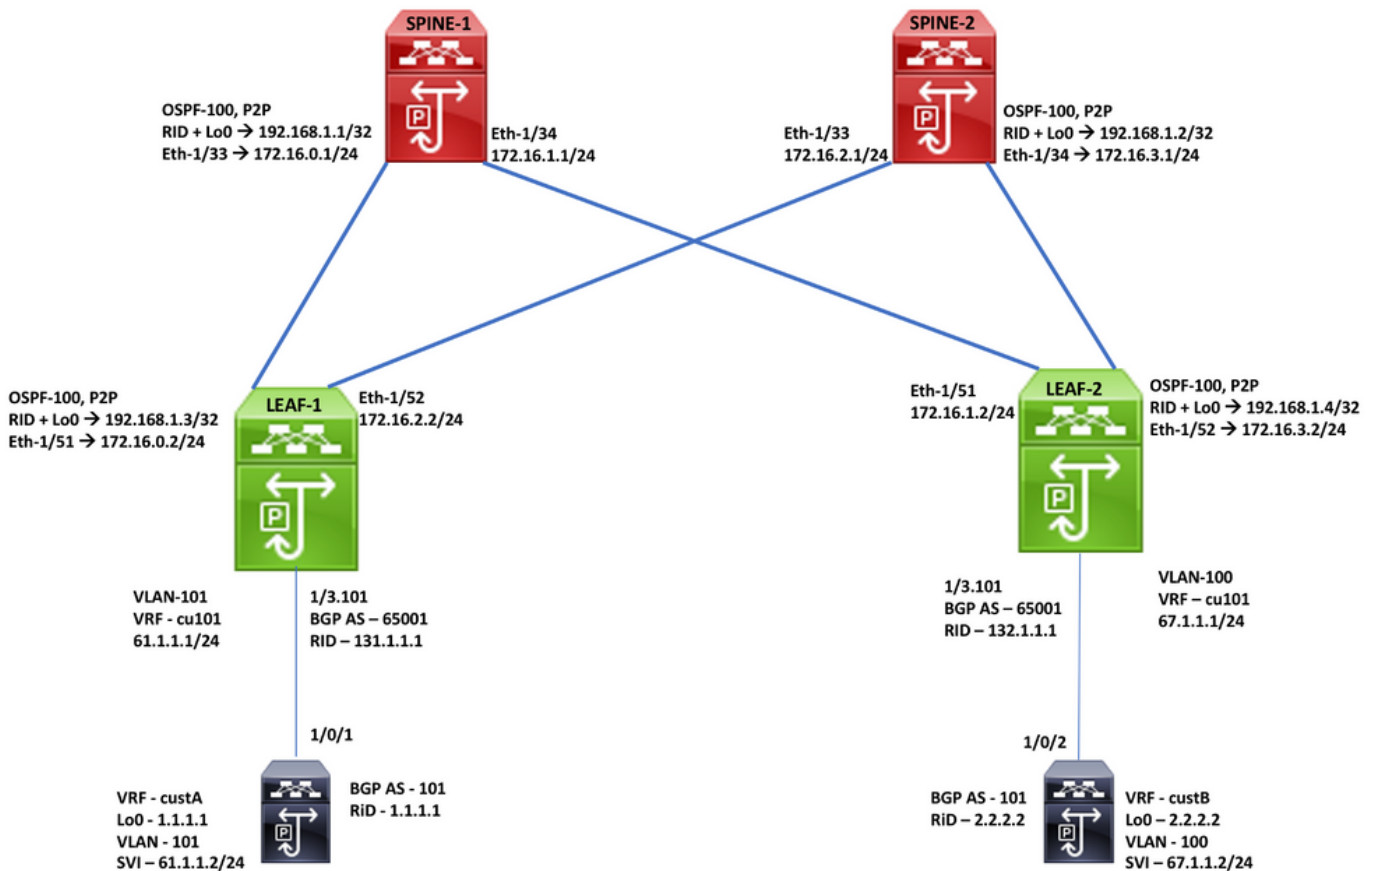 SPINE-1
OSPF-100, P2P
RID + Lo0 → 192.168.1.1/32
Eth-1/33 → 172.16.0.1/24
P
Eth-1/34
172.16.1.1/24
SPINE-2
Eth-1/33
172.16.2.1/24
P
OSPF-100, P2P
RID + Lo0 → 192.168.1.2/32
Eth-1/34 → 172.16.3.1/24
OSPF-100, P2P
RID + Lo0 → 192.168.1.3/32
Eth-1/51 → 172.16.0.2/24
LEAF-1
P
Eth-1/52
172.16.2.2/24
Eth-1/51
172.16.1.2/24
LEAF-2
P
OSPF-100, P2P
RID + Lo0 → 192.168.1.4/32
Eth-1/52 → 172.16.3.2/24
VLAN-101
VRF - cu101
61.1.1.1/24
1/3.101
BGP AS – 65001
RID – 131.1.1.1
1/3.101
BGP AS – 65001
RID – 132.1.1.1
VLAN-100
VRF – cu101
67.1.1.1/24
1/0/1
VRF - custA
Lo0 - 1.1.1.1
VLAN - 101
SVI – 61.1.1.2/24
P
BGP AS - 101
RiD - 1.1.1.1
1/0/2
BGP AS - 101
RiD – 2.2.2.2
P
VRF – custB
Lo0 – 2.2.2.2
VLAN - 100
SVI – 67.1.1.2/24